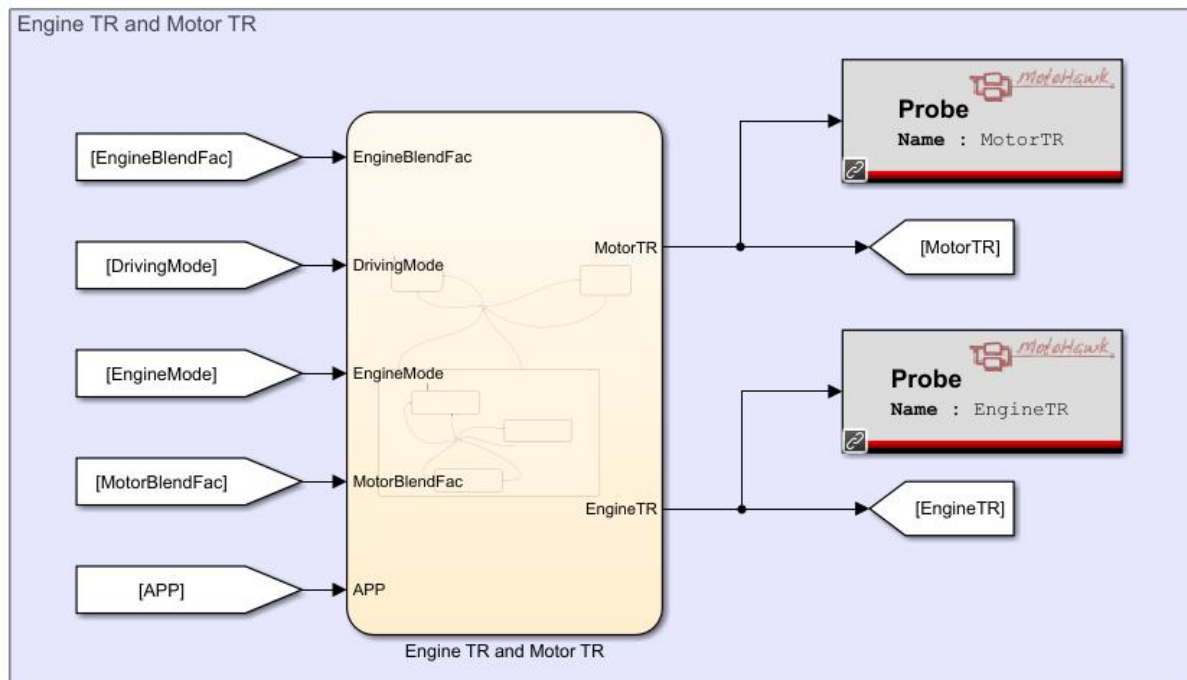 Engine TR and Motor TR
[EngineBlendFac]
[DrivingMode]
[EngineMode]
[MotorBlendFac]
[APP]
EngineBlendFac
DrivingMode
EngineMode
MotorBlendFac
APP
MotorTR
EngineTR
Engine TR and Motor TR
MotoHawk
Probe
Name : MotorTR
[MotorTR]
MotoHawk
Probe
Name : EngineTR
[EngineTR]